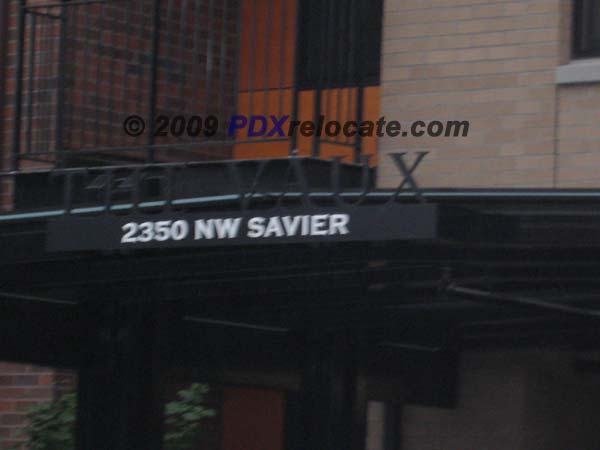 © 2009 PDXrelocate.com
THE VAUX
2350 NW SAVIER